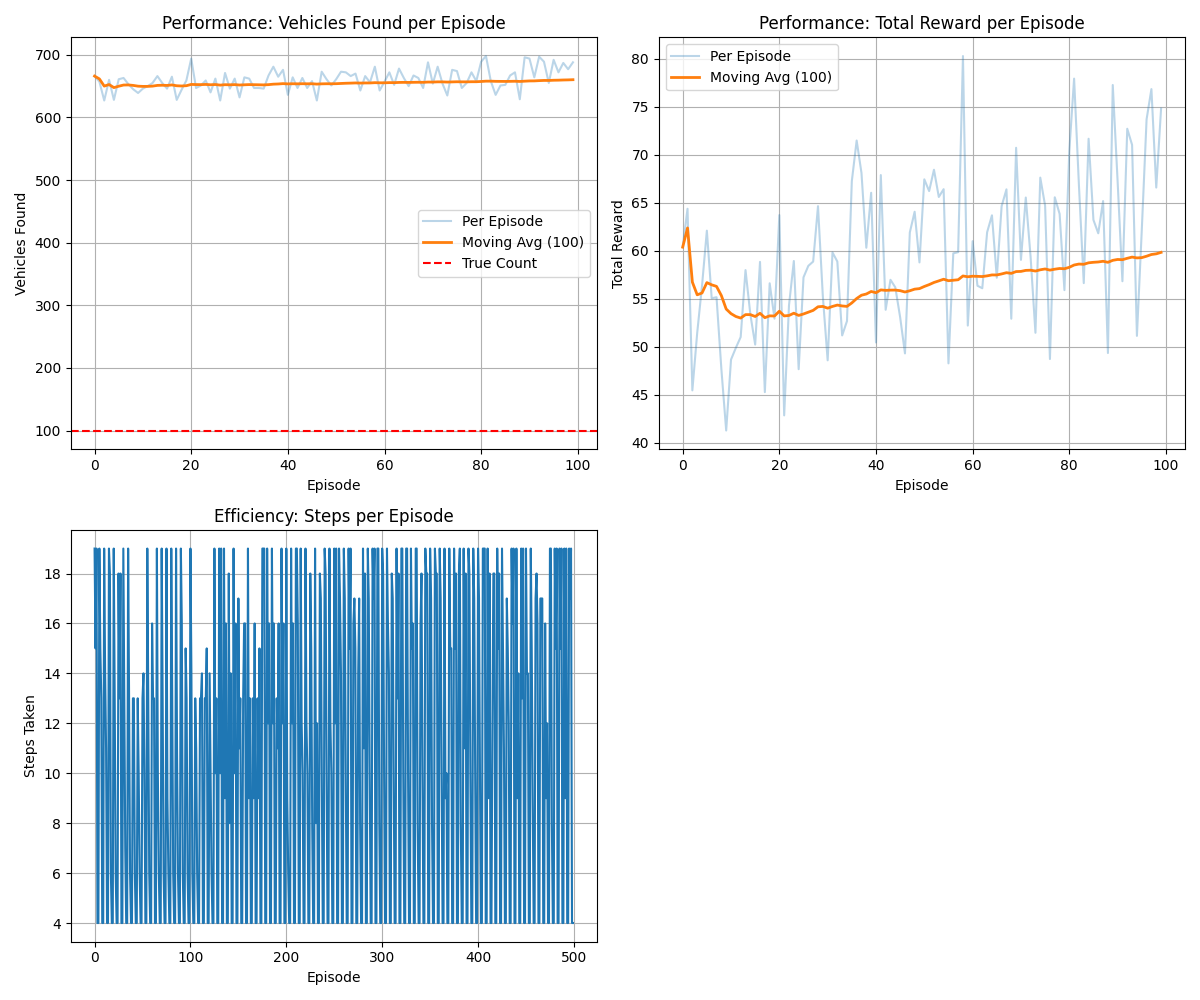 Performance: Vehicles Found per Episode
700
600
500
400
300
200
100
Vehicles Found
Per Episode
Moving Avg (100)
True Count
0 20 40 60 80 100
Episode
Performance: Total Reward per Episode
80
75
70
65
60
55
50
45
40
Total Reward
Per Episode
Moving Avg (100)
0 20 40 60 80 100
Episode
Efficiency: Steps per Episode
18
16
14
12
10
8
6
4
Steps Taken
0 100 200 300 400 500
Episode